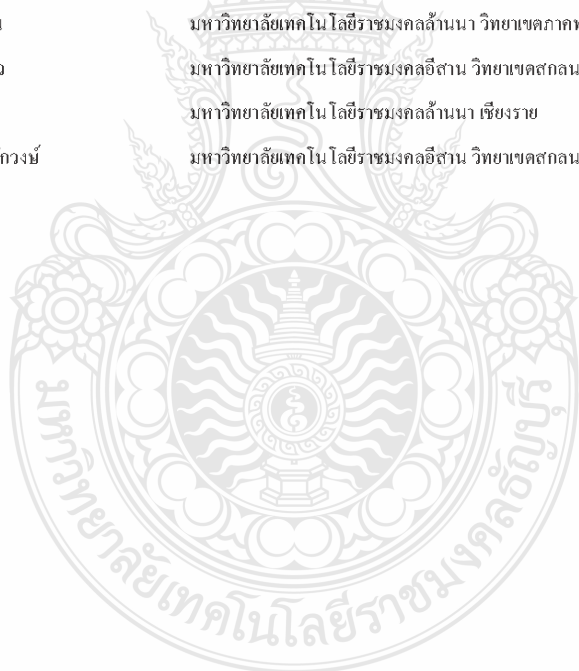 น มหาวิทยาลัยเทคโนโลยีราชมงคลล้านนา วิทยาเขตภาคพ
ว มหาวิทยาลัยเทคโนโลยีราชมงคลอีสาน วิทยาเขตสกลน
มหาวิทยาลัยเทคโนโลยีราชมงคลล้านนา เชียงราย
กวงษ์ มหาวิทยาลัยเทคโนโลยีราชมงคลอีสาน วิทยาเขตสกลน
มหาวิทยาลัยเทคโนโลยีราชมงคลธัญบุรี